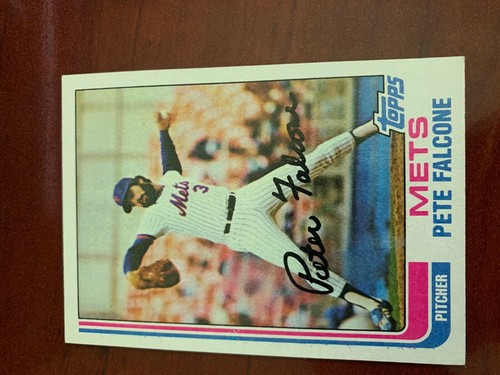 Mets
3
Peter Falcone
Topps
METS
PITCHER
PETE FALCONE